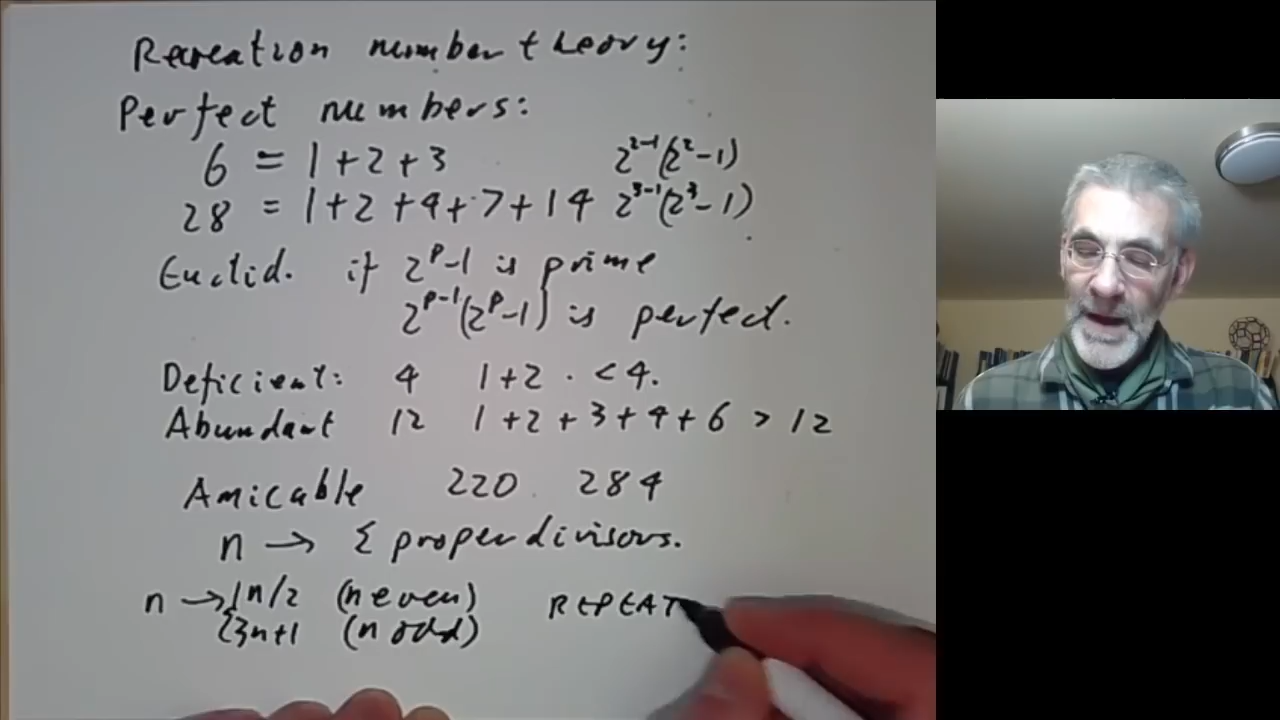 Recreation number theory:
Perfect numbers:
6 = 1+2+3 2^{2-1}(2^2-1)
28 = 1+2+4+7+14 2^{3-1}(2^3-1)
Euclid. if 2^p-1 is prime
2^{p-1}(2^p-1) is perfect.
Deficient: 4 1+2 . <4.
Abundant 12 1+2+3+4+6 > 12
Amicable 220 284
n → Σ proper divisors.
n → { n/2 (n even) REPEAT
{ 3n+1 (n odd)